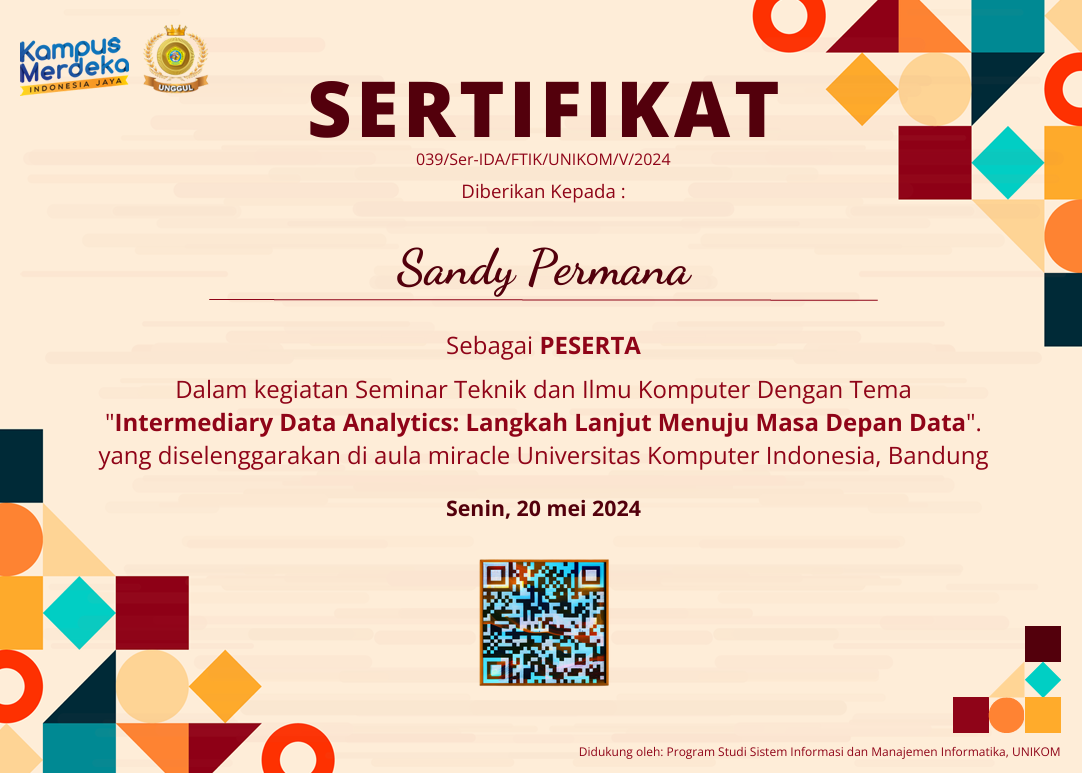 Kampus
Merdeka
INDONESIA JAYA
UNGGUL
SERTIFIKAT
039/Ser-IDA/FTIK/UNIKOM/V/2024
Diberikan Kepada :
Sandy Permana
Sebagai PESERTA
Dalam kegiatan Seminar Teknik dan Ilmu Komputer Dengan Tema
"Intermediary Data Analytics: Langkah Lanjut Menuju Masa Depan Data".
yang diselenggarakan di aula miracle Universitas Komputer Indonesia, Bandung
Senin, 20 mei 2024
Didukung oleh: Program Studi Sistem Informasi dan Manajemen Informatika, UNIKOM